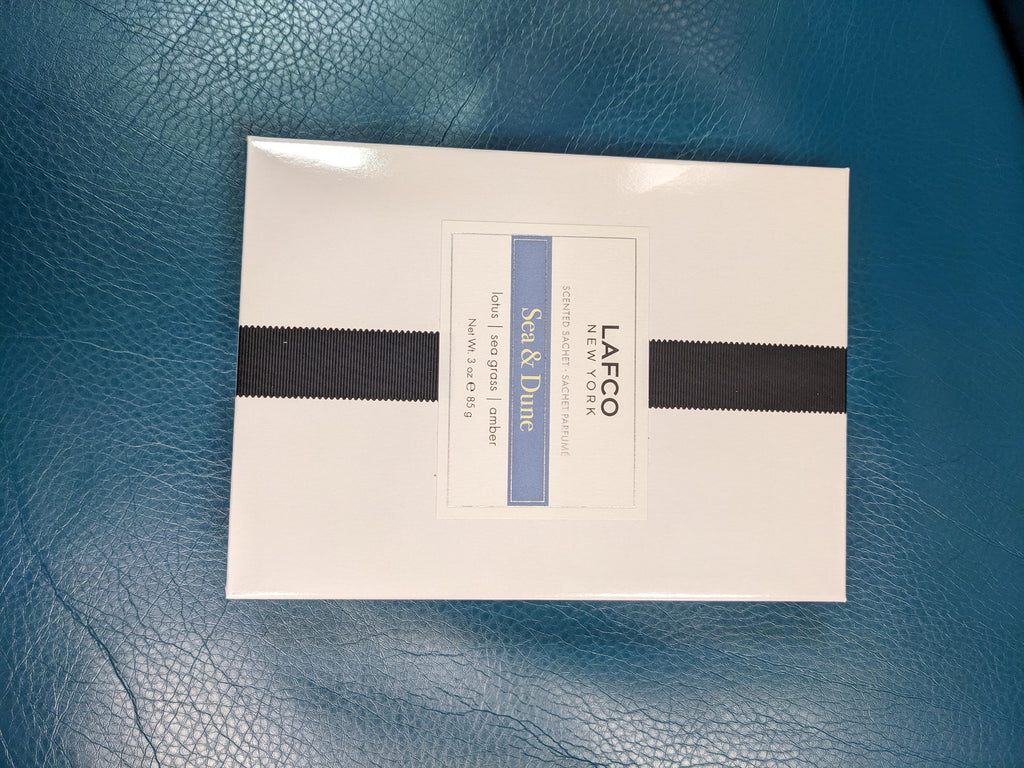 LAFCO
NEW YORK
SCENTED SACHET · SACHET PARFUMÉ
Sea & Dune
lotus | sea grass | amber
Net Wt. 3 oz ℮ 85 g